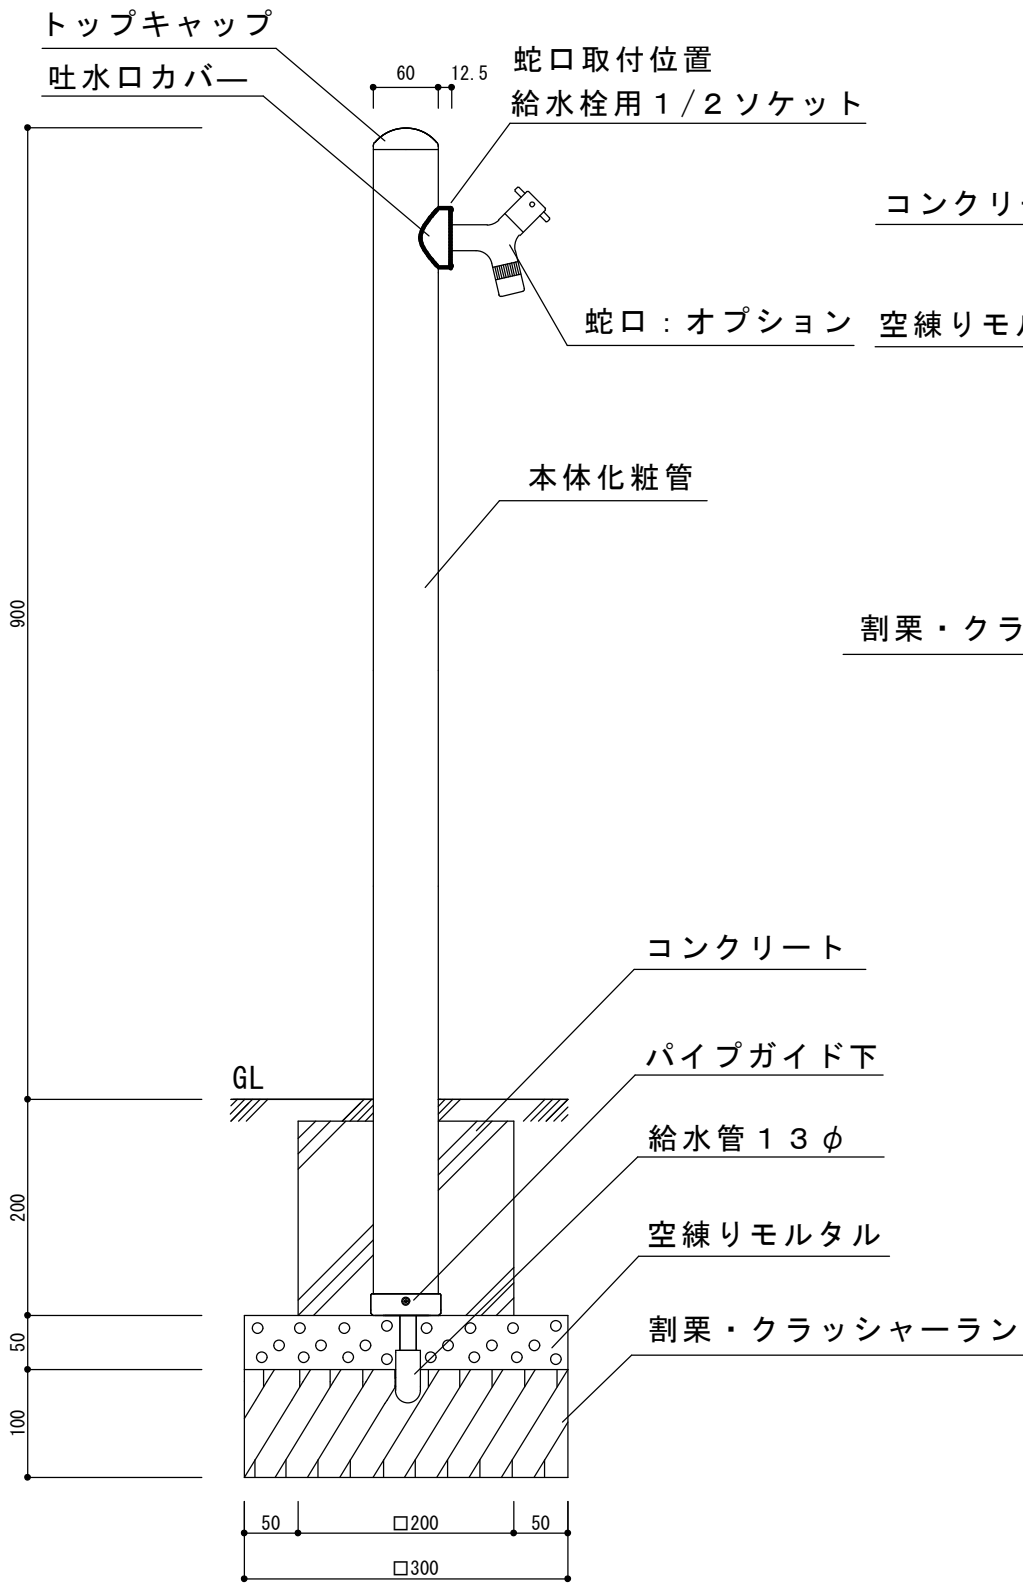 トップキャップ
吐水口カバー
60
12.5
蛇口取付位置
給水栓用１/２ソケット
コンクリ
蛇口：オプション
空練りモル
本体化粧管
900
割栗・クラ
コンクリート
GL
パイプガイド下
給水管１３φ
200
空練りモルタル
割栗・クラッシャーラン
50
100
50
□200
50
□300